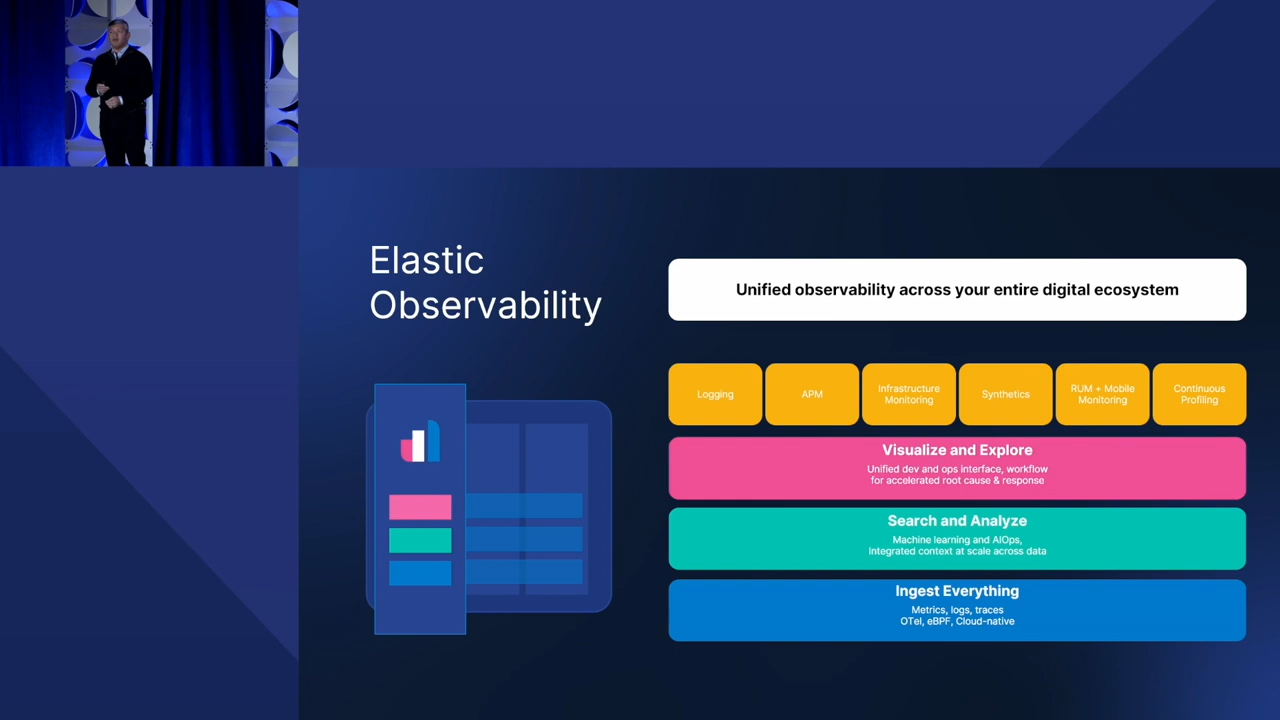 Elastic
Observability
Unified observability across your entire digital ecosystem
Logging
APM
Infrastructure
Monitoring
Synthetics
RUM + Mobile
Monitoring
Continuous
Profiling
Visualize and Explore
Unified dev and ops interface, workflow
for accelerated root cause & response
Search and Analyze
Machine learning and AIOps,
Integrated context at scale across data
Ingest Everything
Metrics, logs, traces
OTel, eBPF, Cloud-native